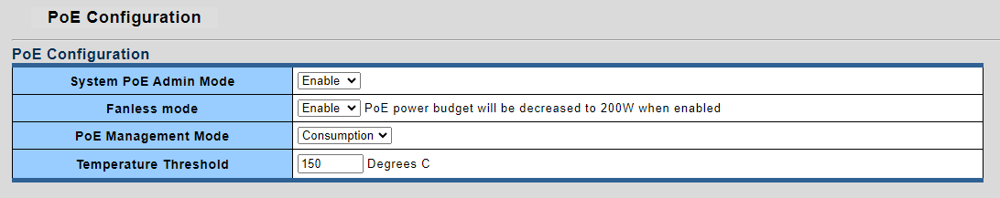 PoE Configuration
PoE Configuration
System PoE Admin Mode Enable
Fanless mode Enable PoE power budget will be decreased to 200W when enabled
PoE Management Mode Consumption
Temperature Threshold 150 Degrees C